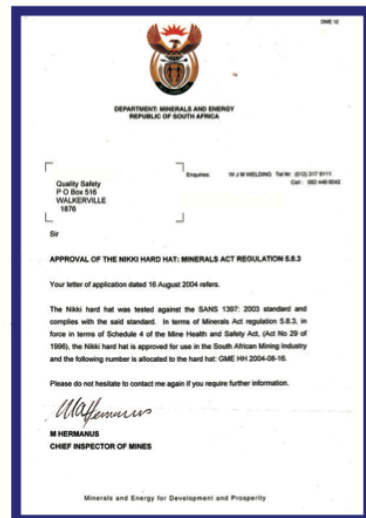 DME 12
DEPARTMENT: MINERALS AND ENERGY
REPUBLIC OF SOUTH AFRICA
Enquiries W J M WELDING Tel Nr: (012) 317 9111
Cell: 082 446 6042
Quality Safety
P O Box 516
WALKERVILLE
1876
Sir
APPROVAL OF THE NIKKI HARD HAT: MINERALS ACT REGULATION 5.8.3
Your letter of application dated 16 August 2004 refers.
The Nikki hard hat was tested against the SANS 1397: 2003 standard and
complies with the said standard. In terms of Minerals Act regulation 5.8.3, in
force in terms of Schedule 4 of the Mine Health and Safety Act, (Act No 29 of
1996), the Nikki hard hat is approved for use in the South African Mining Industry
and the following number is allocated to the hard hat: GME HH 2004-08-16.
Please do not hesitate to contact me again if you require further information.
M HERMANUS
CHIEF INSPECTOR OF MINES
Minerals and Energy for Development and Prosperity